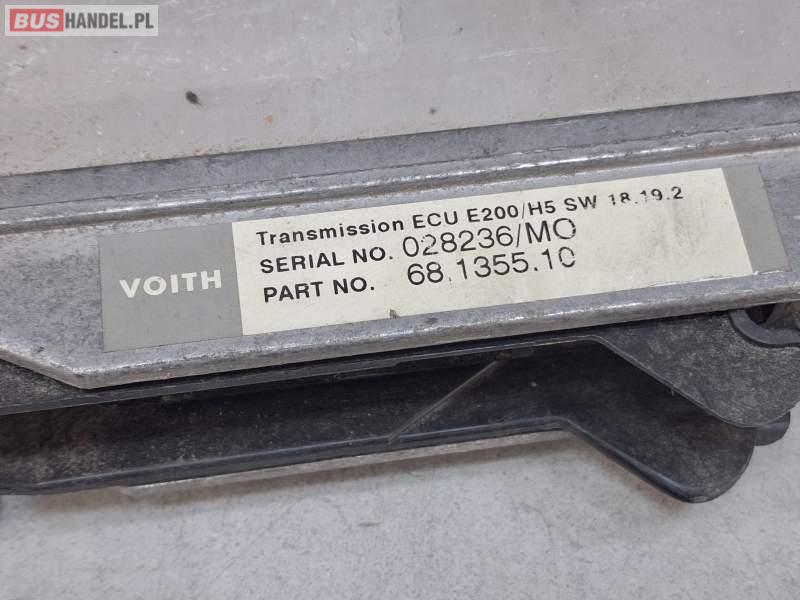 BUSHANDEL.PL
VOITH
Transmission ECU E200/H5 SW 18.19.2
SERIAL NO. 028236/MO
PART NO. 68.1355.10